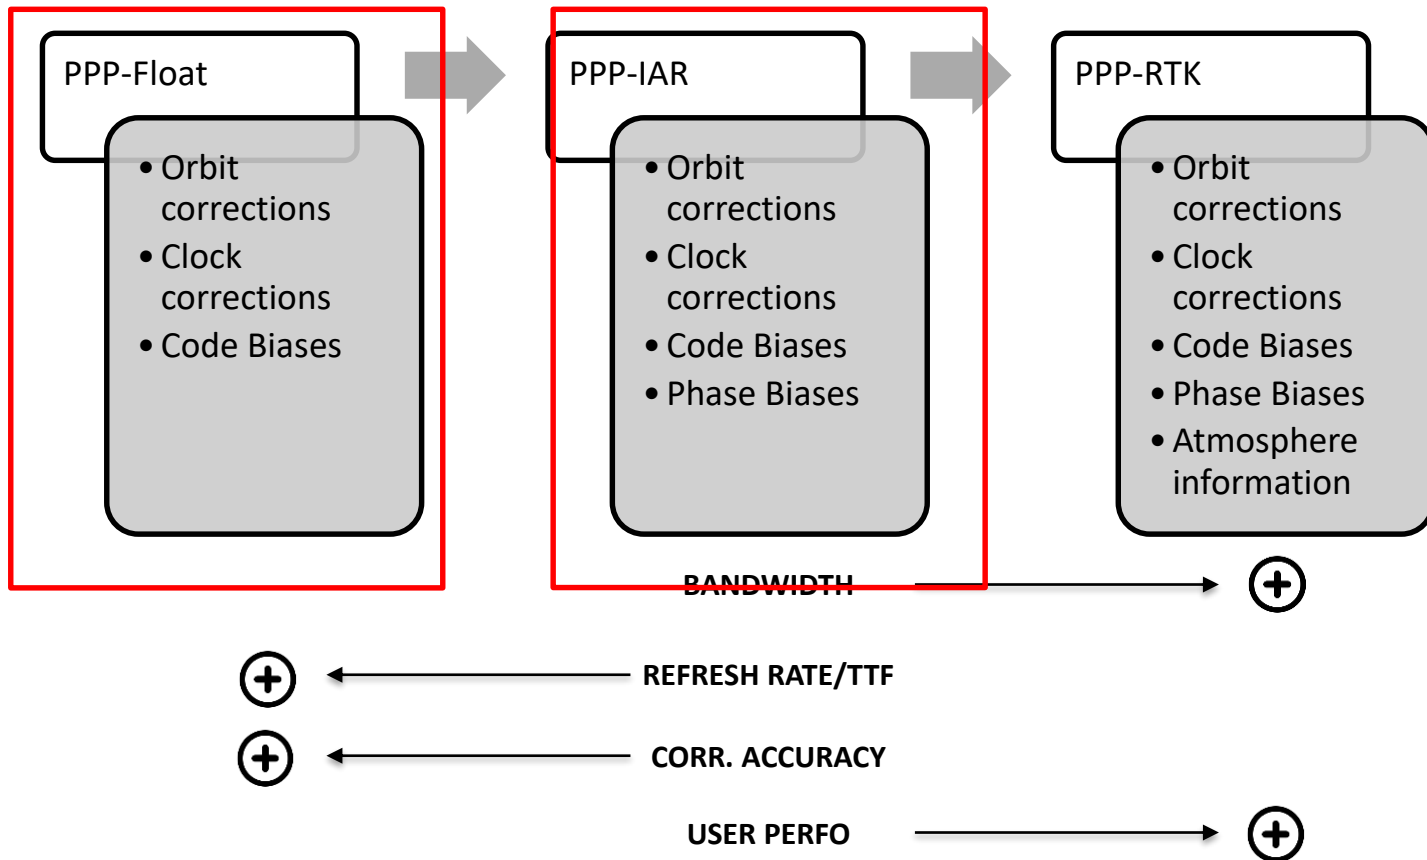 PPP-Float
• Orbit
corrections
• Clock
corrections
• Code Biases
PPP-IAR
• Orbit
corrections
• Clock
corrections
• Code Biases
• Phase Biases
PPP-RTK
• Orbit
corrections
• Clock
corrections
• Code Biases
• Phase Biases
• Atmosphere
information
BANDWIDTH
REFRESH RATE/TTF
CORR. ACCURACY
USER PERFO